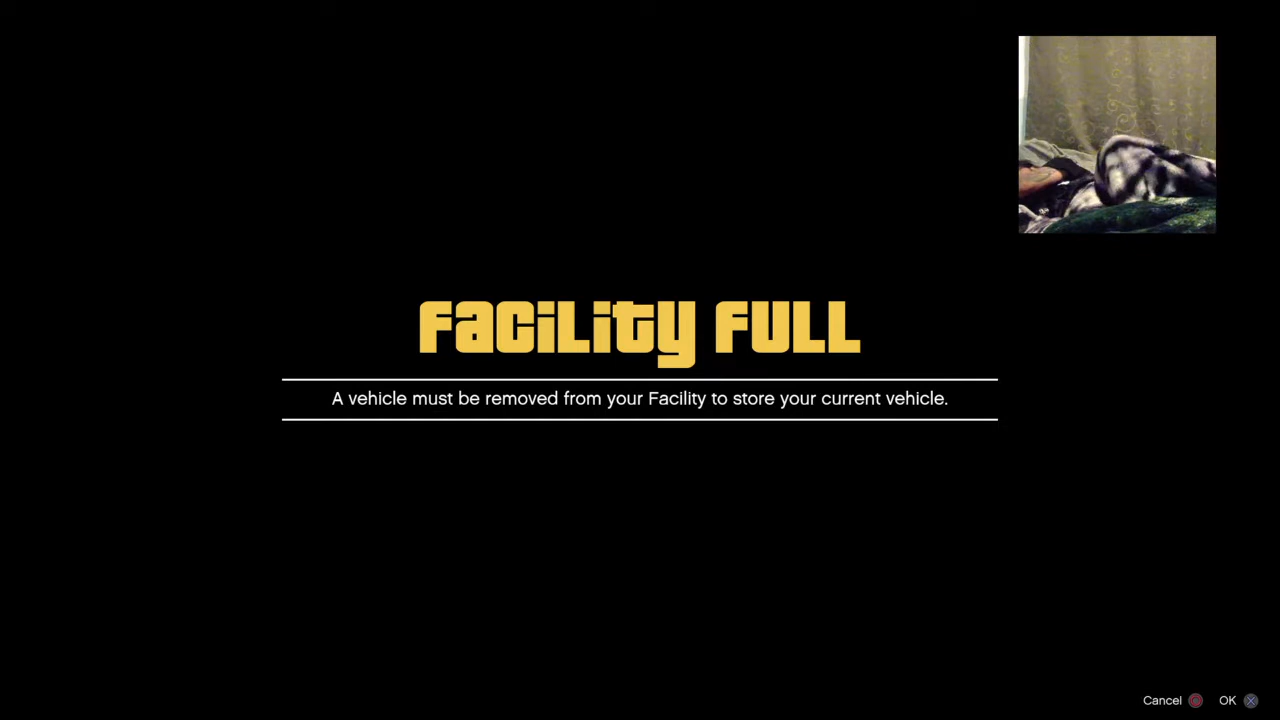 Facility Full
A vehicle must be removed from your Facility to store your current vehicle.
Cancel OK